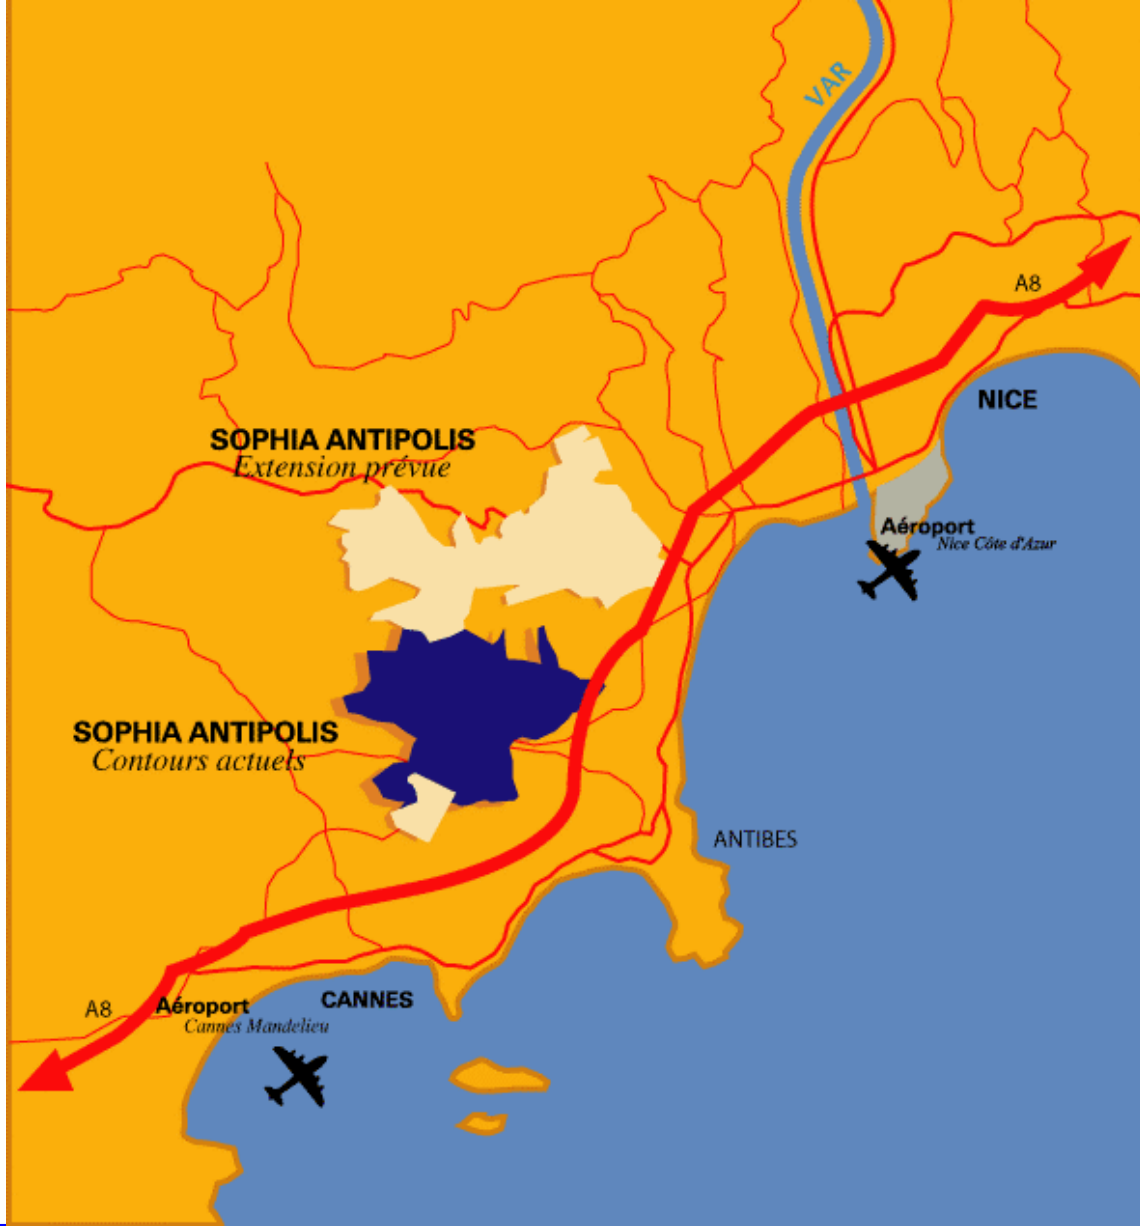 VAR
A8
NICE
SOPHIA ANTIPOLIS
Extension prévue
Aéroport
Nice Côte d'Azur
SOPHIA ANTIPOLIS
Contours actuels
ANTIBES
CANNES
A8
Aéroport
Cannes Mandelieu